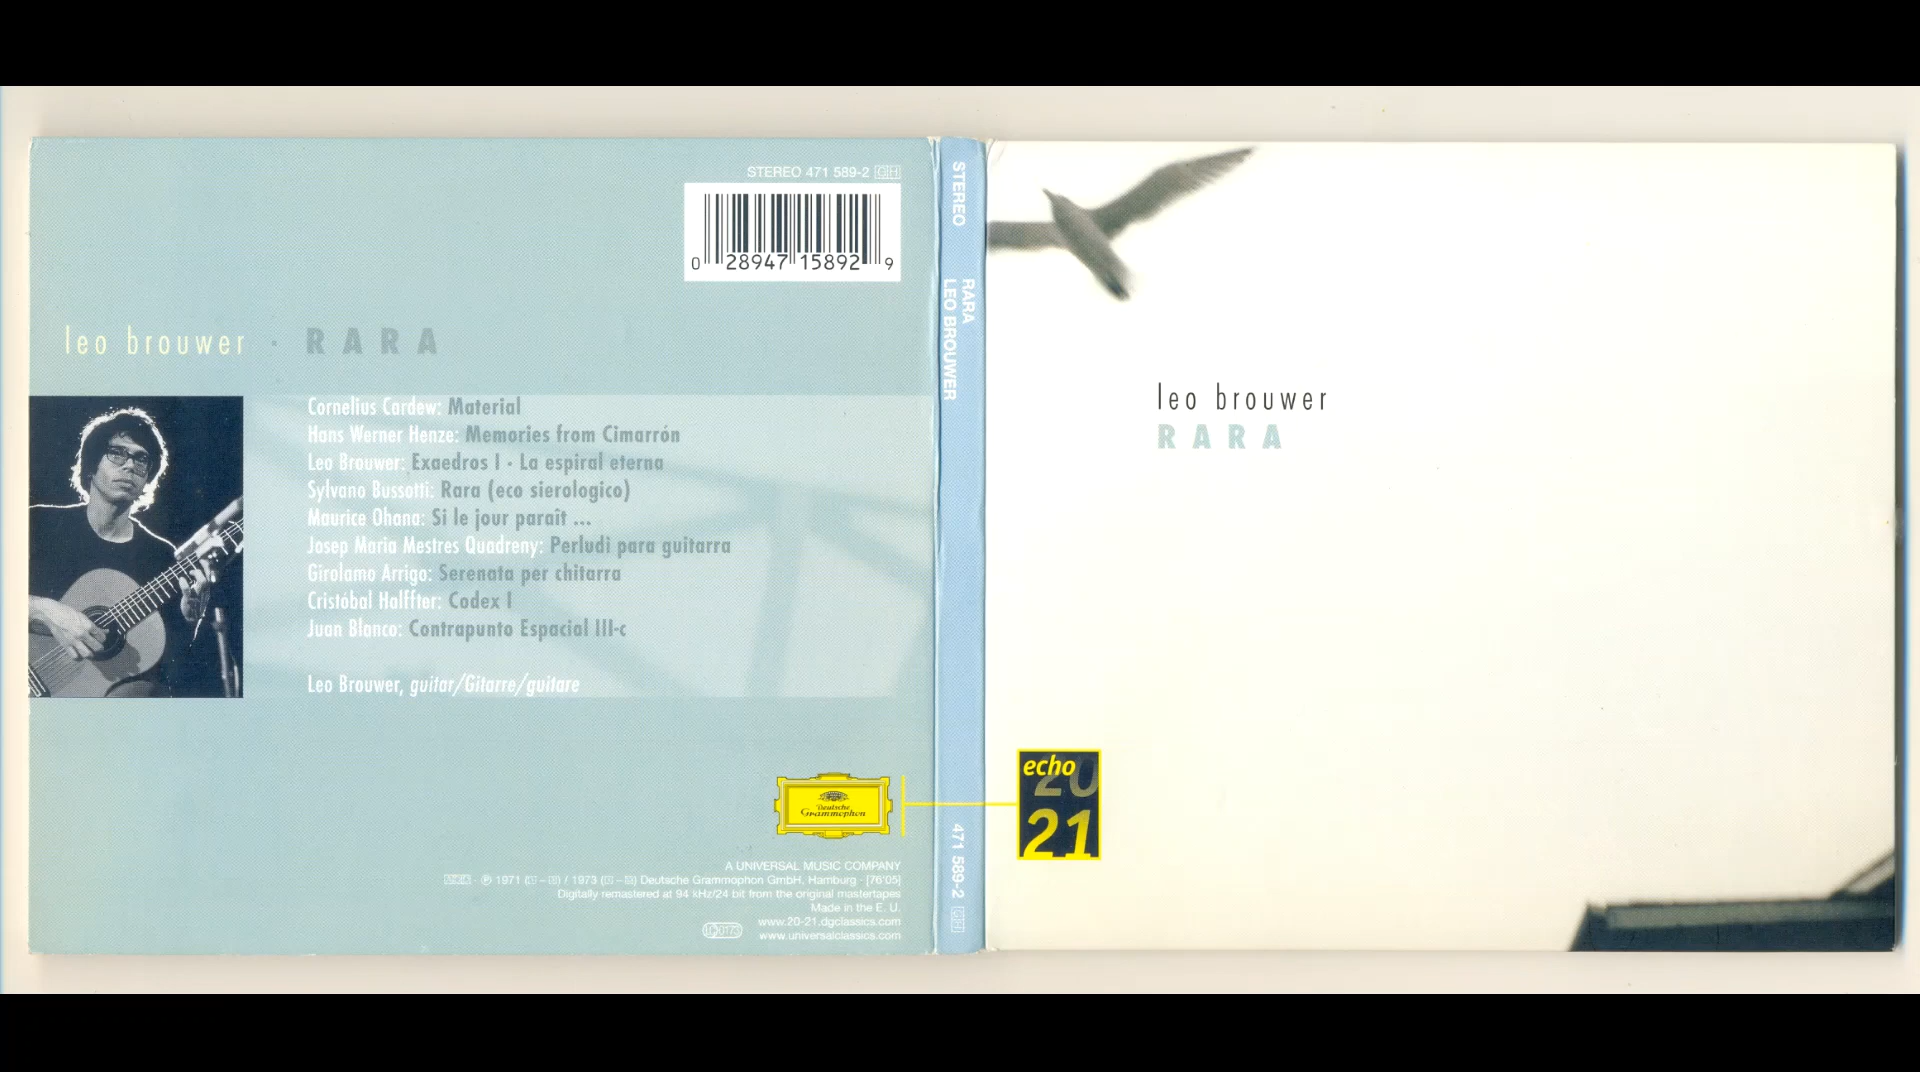 STEREO 471 589-2 GH
0 28947 15892 9
leo brouwer · RARA
Cornelius Cardew: Material
Hans Werner Henze: Memories from Cimarrón
Leo Brouwer: Exaedros I · La espiral eterna
Sylvano Bussotti: Rara (eco sierologico)
Maurice Ohana: Si le jour paraît ...
Josep Maria Mestres Quadreny: Perludi para guitarra
Girolamo Arrigo: Serenata per chitarra
Cristóbal Halffter: Codex I
Juan Blanco: Contrapunto Espacial III-c
Leo Brouwer, guitar/Gitarre/guitare
Deutsche
Grammophon
A UNIVERSAL MUSIC COMPANY
℗ 1971 / 1973 Deutsche Grammophon GmbH, Hamburg · [76'05]
Digitally remastered at 94 kHz/24 bit from the original mastertapes
Made in the E. U.
www.20-21.dgclassics.com
www.universalclassics.com
STEREO
RARA
LEO BROUWER
471 589-2 GH
leo brouwer
RARA
echo
20
21